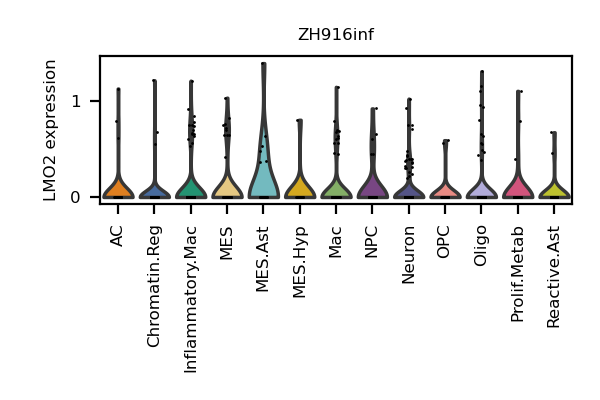 ZH916inf
LMO2 expression
1
0
AC
Chromatin.Reg
Inflammatory.Mac
MES
MES.Ast
MES.Hyp
Mac
NPC
Neuron
OPC
Oligo
Prolif.Metab
Reactive.Ast